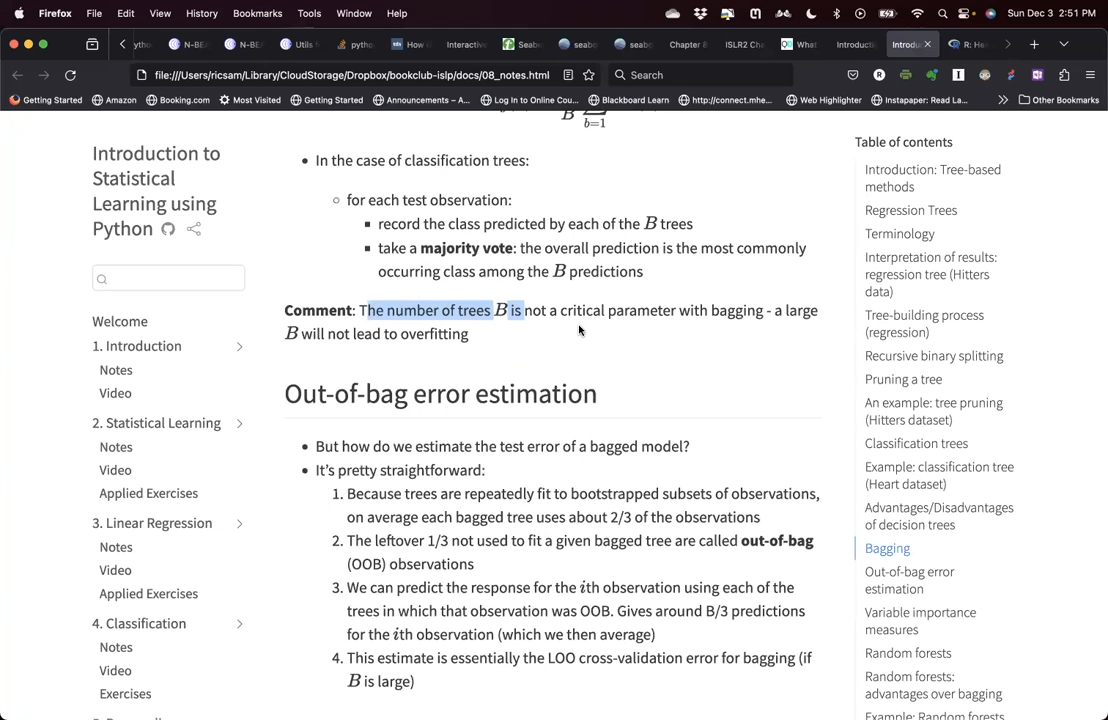 Firefox File Edit View History Bookmarks Tools Window Help Sun Dec 3 2:51 PM
ython N-BEA N-BEA Utils python How Interactive Seab seabo seab Chapter 8 ISLR2 Cha What Introducti Introdu R: He
file:///Users/ricsam/Library/CloudStorage/Dropbox/bookclub-islp/docs/08_notes.html Search
Getting Started Amazon Booking.com Most Visited Getting Started Announcements – A... Log In to Online Cou... Blackboard Learn http://connect.mhe... Web Highlighter Instapaper: Read La... Other Bookmarks
Introduction to
Statistical
Learning using
Python
Welcome
1. Introduction
Notes
Video
2. Statistical Learning
Notes
Video
Applied Exercises
3. Linear Regression
Notes
Video
Applied Exercises
4. Classification
Notes
Video
Exercises
B
b=1
• In the case of classification trees:
for each test observation:
record the class predicted by each of the B trees
take a majority vote: the overall prediction is the most commonly
occurring class among the B predictions
Comment: The number of trees B is not a critical parameter with bagging - a large
B will not lead to overfitting
Out-of-bag error estimation
• But how do we estimate the test error of a bagged model?
• It’s pretty straightforward:
1. Because trees are repeatedly fit to bootstrapped subsets of observations,
on average each bagged tree uses about 2/3 of the observations
2. The leftover 1/3 not used to fit a given bagged tree are called out-of-bag
(OOB) observations
3. We can predict the response for the ith observation using each of the
trees in which that observation was OOB. Gives around B/3 predictions
for the ith observation (which we then average)
4. This estimate is essentially the LOO cross-validation error for bagging (if
B is large)
Table of contents
Introduction: Tree-based
methods
Regression Trees
Terminology
Interpretation of results:
regression tree (Hitters
data)
Tree-building process
(regression)
Recursive binary splitting
Pruning a tree
An example: tree pruning
(Hitters dataset)
Classification trees
Example: classification tree
(Heart dataset)
Advantages/Disadvantages
of decision trees
Bagging
Out-of-bag error
estimation
Variable importance
measures
Random forests
Random forests:
advantages over bagging
Example: Random forests